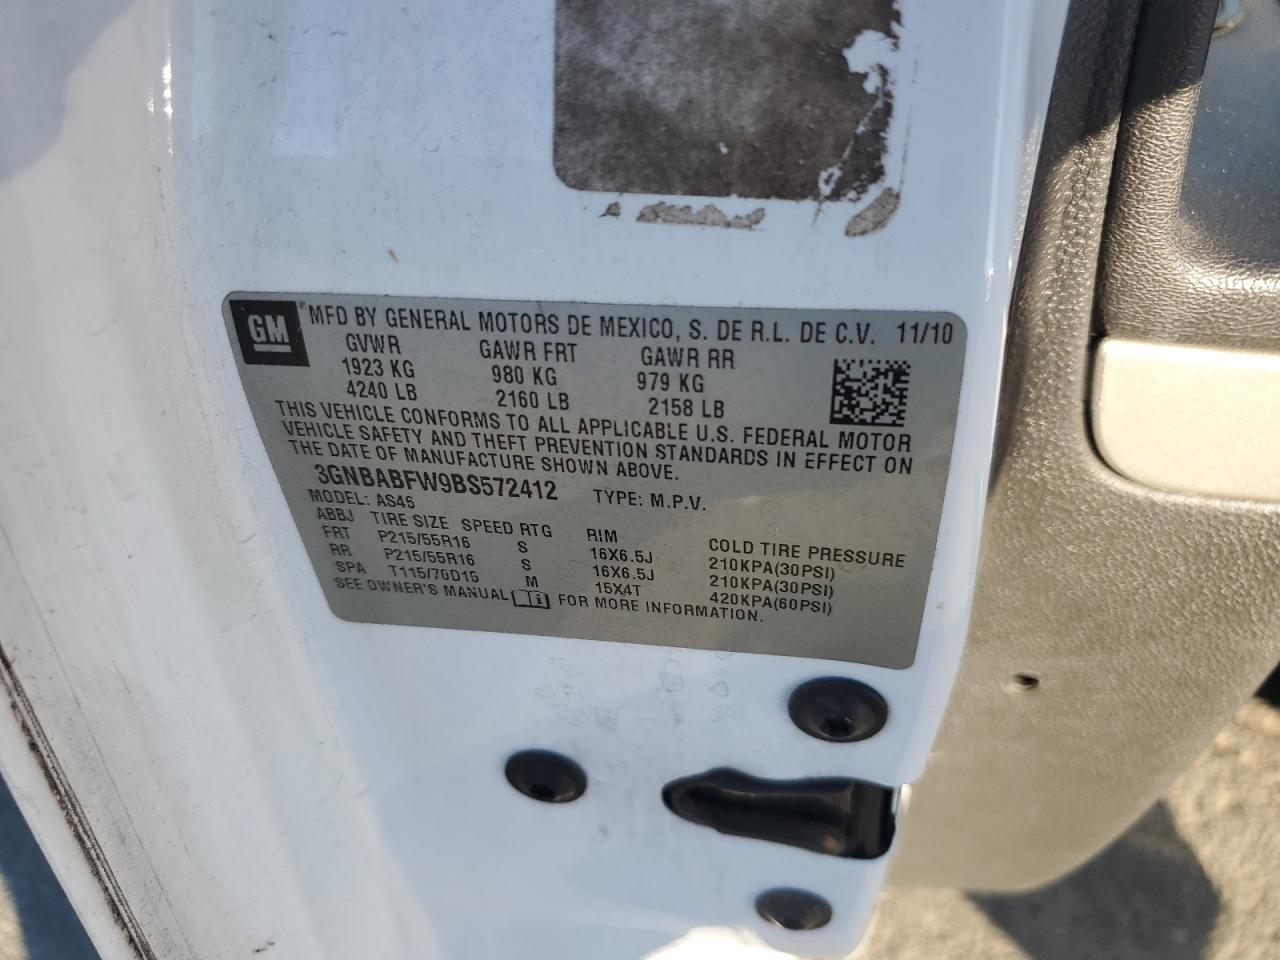 GM MFD BY GENERAL MOTORS DE MEXICO, S. DE R.L. DE C.V. 11/10
GVWR GAWR FRT GAWR RR
1923 KG 980 KG 979 KG
4240 LB 2160 LB 2158 LB
THIS VEHICLE CONFORMS TO ALL APPLICABLE U.S. FEDERAL MOTOR
VEHICLE SAFETY AND THEFT PREVENTION STANDARDS IN EFFECT ON
THE DATE OF MANUFACTURE SHOWN ABOVE.
3GNBABFW9BS572412 TYPE: M.P.V.
MODEL: AS46
ABBJ TIRE SIZE SPEED RTG RIM COLD TIRE PRESSURE
FRT P215/55R16 S 16X6.5J 210KPA(30PSI)
RR P215/55R16 S 16X6.5J 210KPA(30PSI)
SPA T115/70D15 M 15X4T 420KPA(60PSI)
SEE OWNER'S MANUAL FOR MORE INFORMATION.